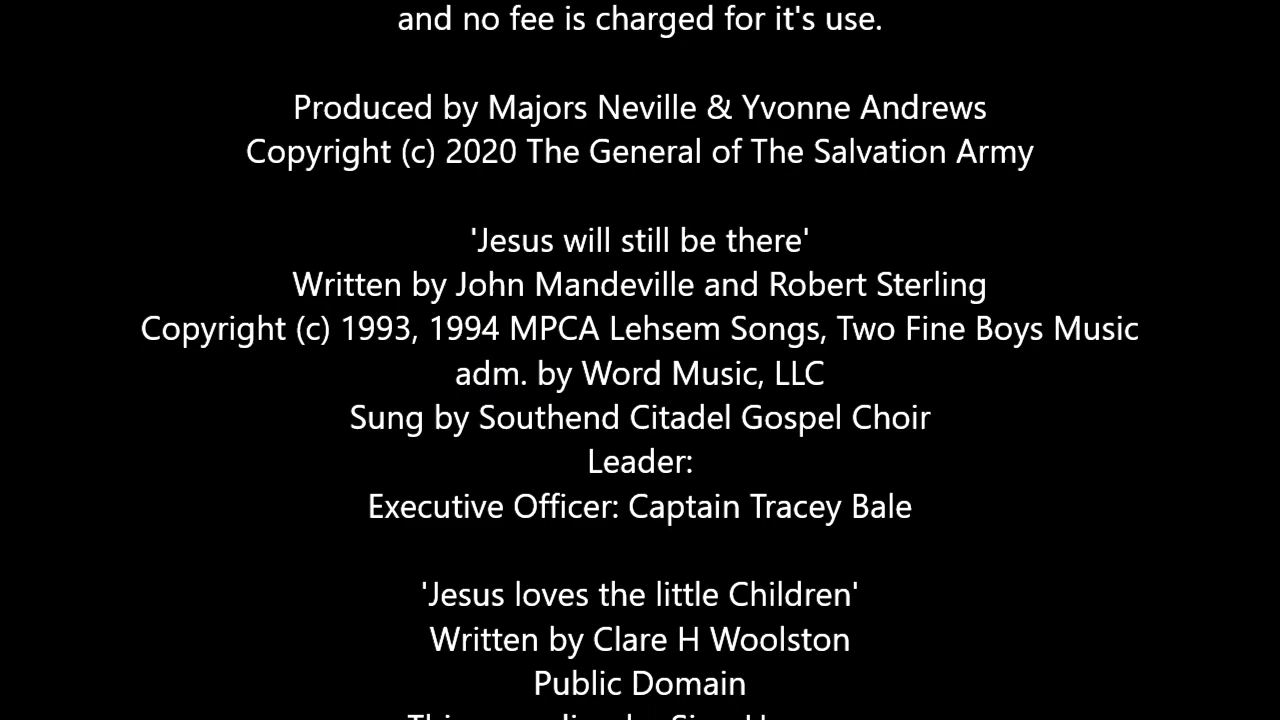 and no fee is charged for it's use.
Produced by Majors Neville & Yvonne Andrews
Copyright (c) 2020 The General of The Salvation Army
'Jesus will still be there'
Written by John Mandeville and Robert Sterling
Copyright (c) 1993, 1994 MPCA Lehsem Songs, Two Fine Boys Music
adm. by Word Music, LLC
Sung by Southend Citadel Gospel Choir
Leader:
Executive Officer: Captain Tracey Bale
'Jesus loves the little Children'
Written by Clare H Woolston
Public Domain